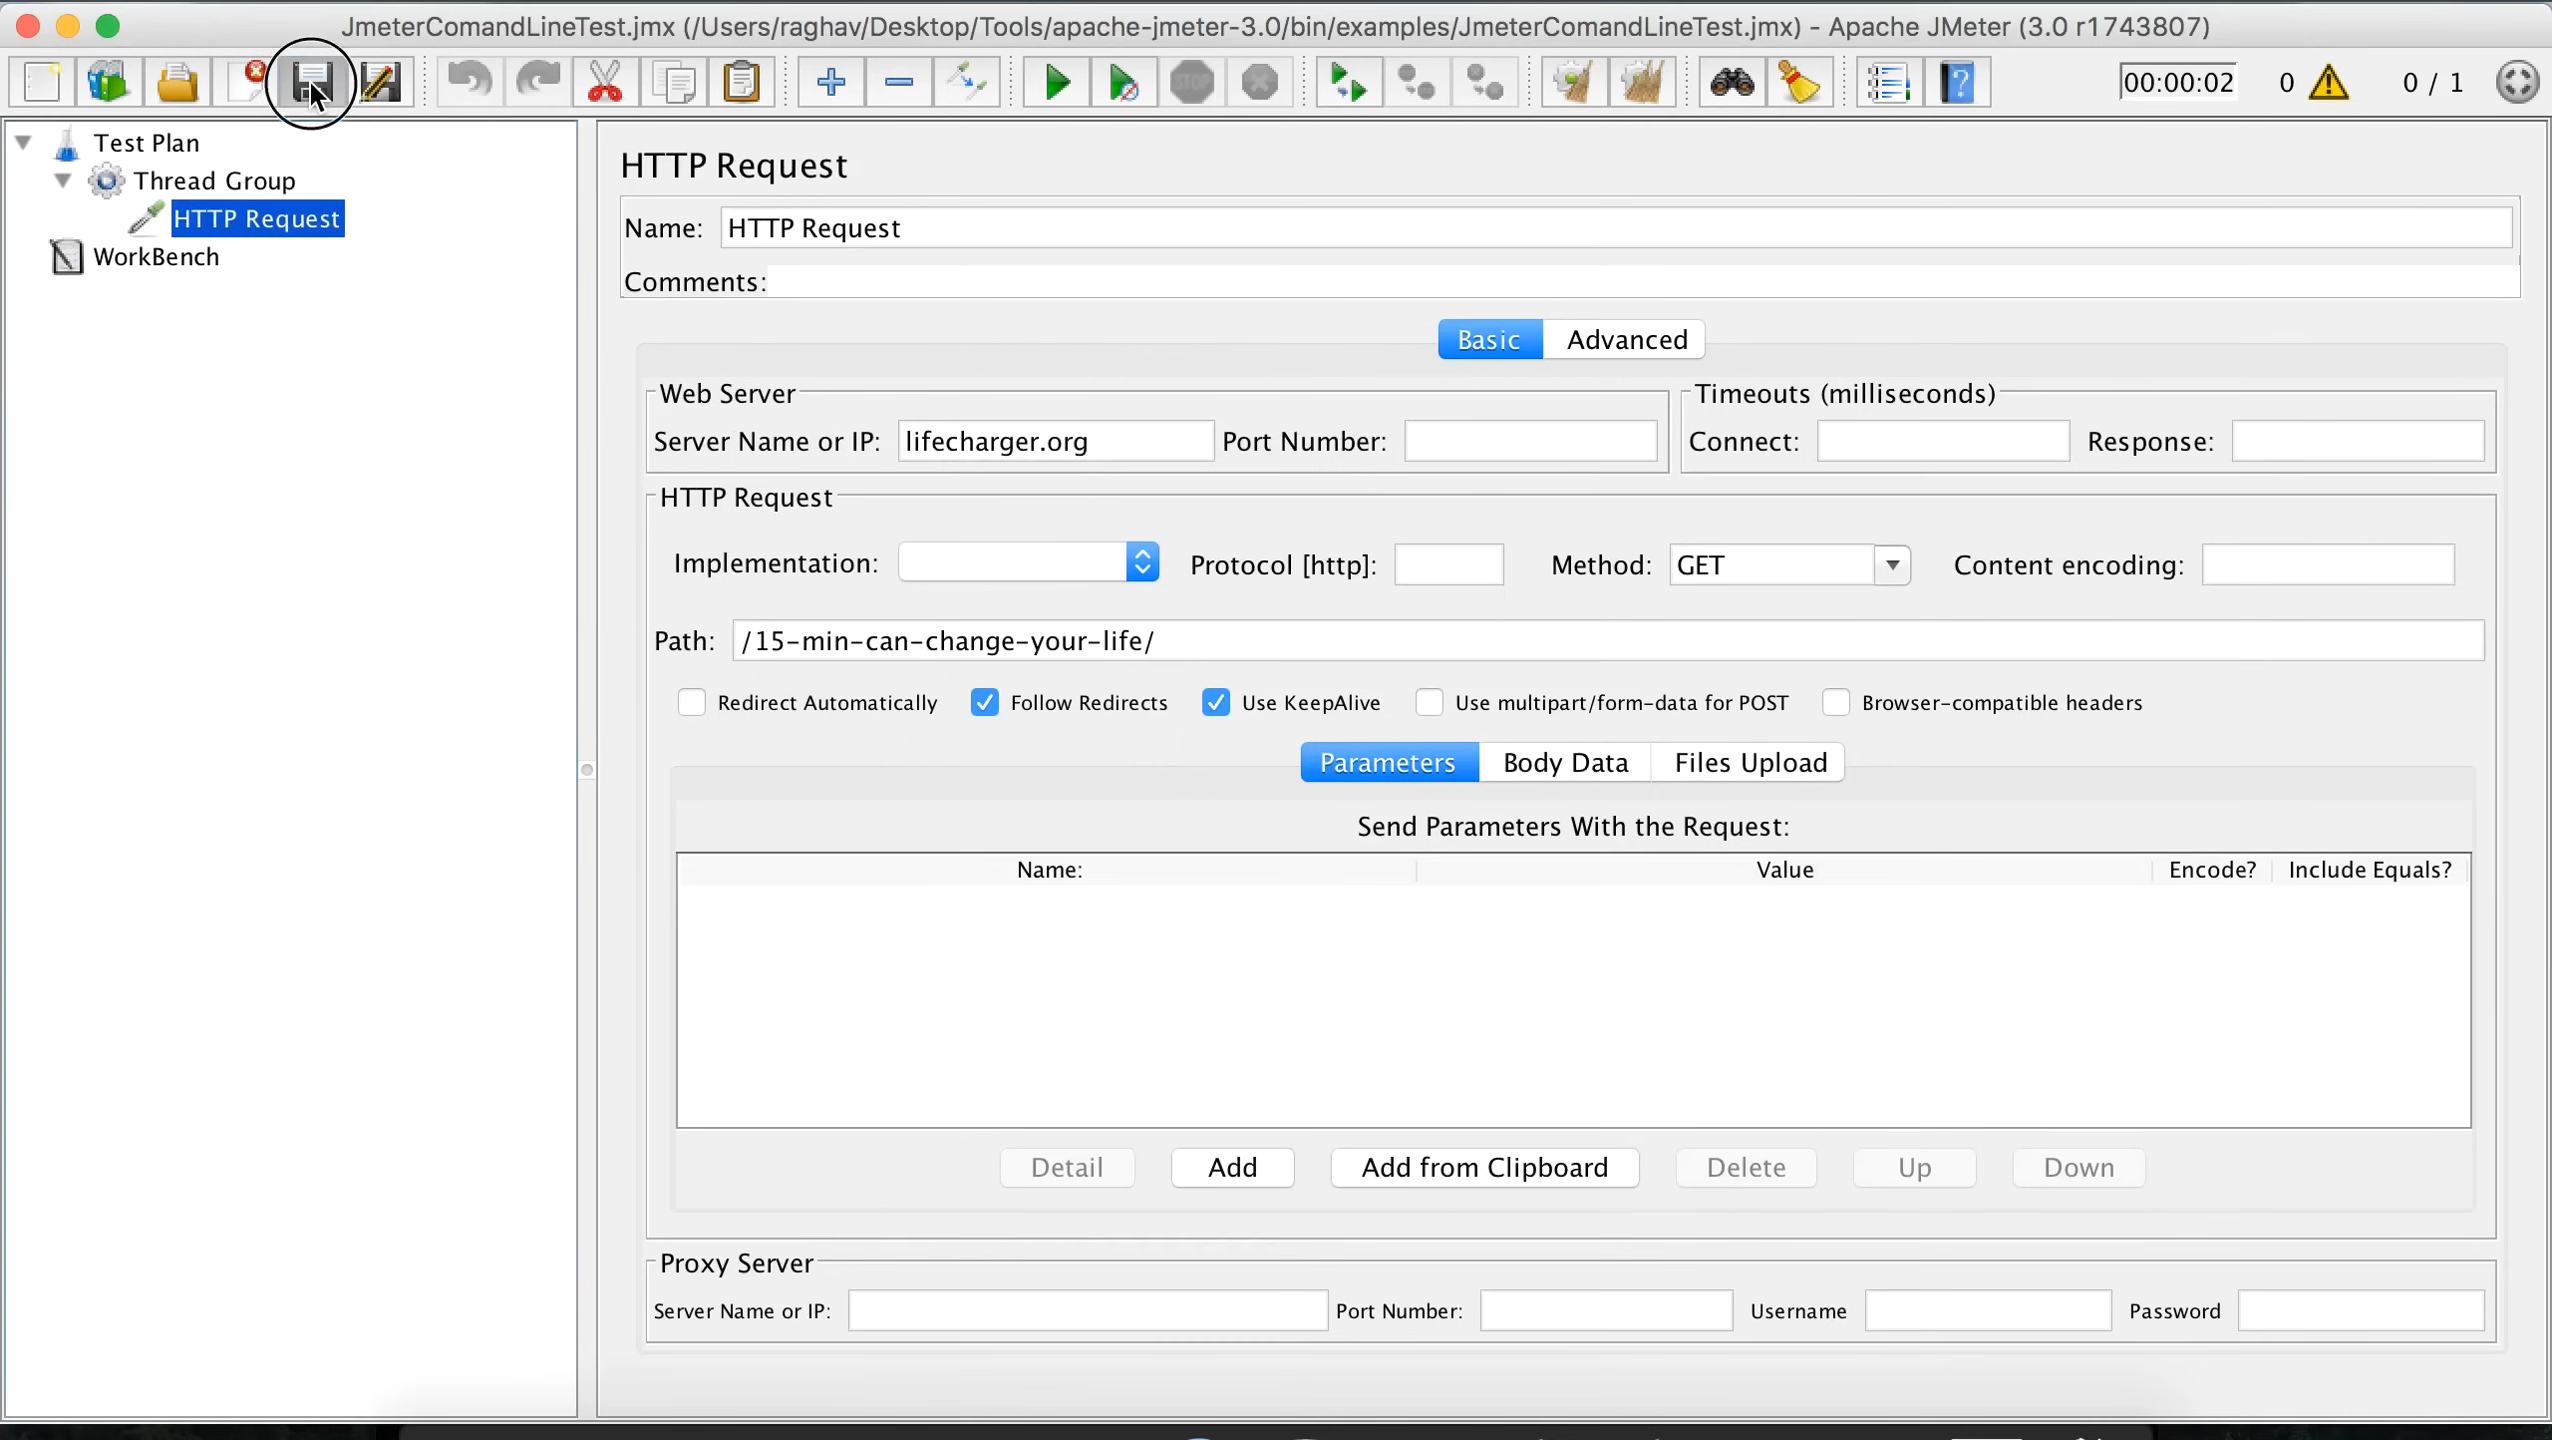 JmeterComandLineTest.jmx (/Users/raghav/Desktop/Tools/apache-jmeter-3.0/bin/examples/JmeterComandLineTest.jmx) - Apache JMeter (3.0 r1743807)
STOP
?
00:00:02
0
0 / 1
Test Plan
Thread Group
HTTP Request
WorkBench
HTTP Request
Name: HTTP Request
Comments:
Basic Advanced
Web Server
Server Name or IP: lifecharger.org Port Number:
Timeouts (milliseconds)
Connect: Response:
HTTP Request
Implementation: Protocol [http]: Method: GET Content encoding:
Path: /15-min-can-change-your-life/
Redirect Automatically Follow Redirects Use KeepAlive Use multipart/form-data for POST Browser-compatible headers
Parameters Body Data Files Upload
Send Parameters With the Request:
Name: Value Encode? Include Equals?
Detail Add Add from Clipboard Delete Up Down
Proxy Server
Server Name or IP: Port Number: Username Password